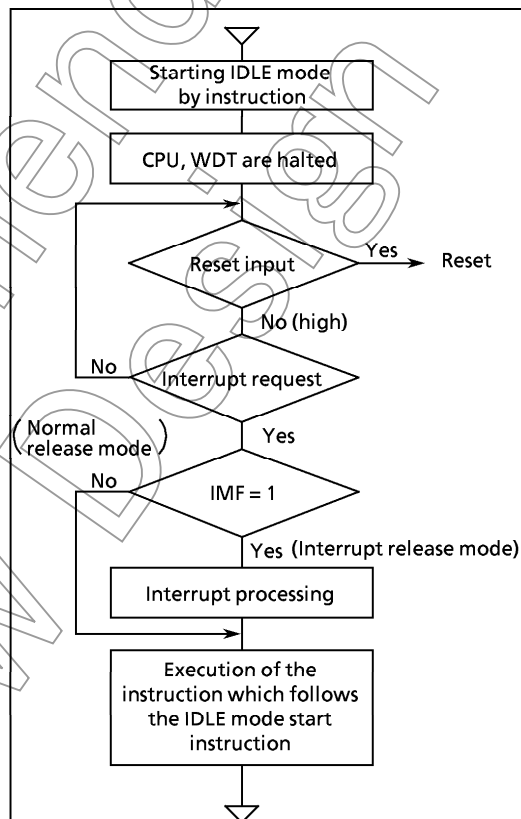 Starting IDLE mode
by instruction
CPU, WDT are halted
Reset input
Yes
Reset
No (high)
No
Interrupt request
(Normal
release mode)
Yes
No
IMF = 1
Yes (Interrupt release mode)
Interrupt processing
Execution of the
instruction which follows
the IDLE mode start
instruction